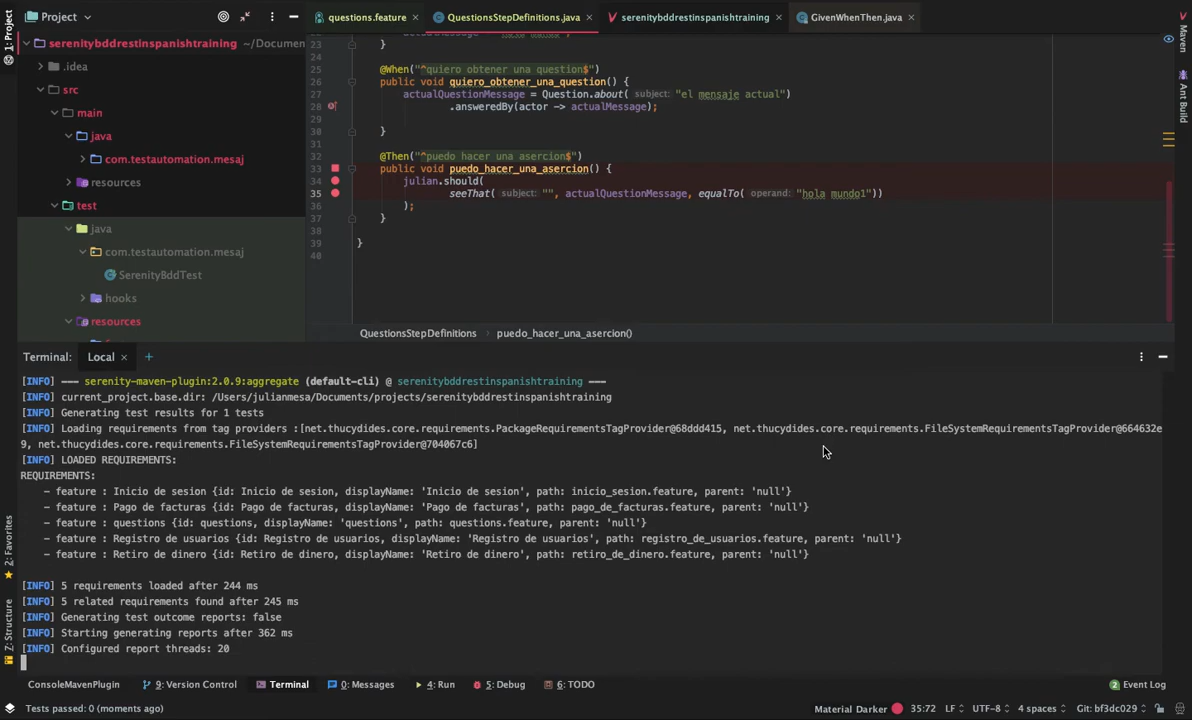 1: Project
Project
questions.feature
QuestionsStepDefinitions.java
serenitybddrestinspanishtraining
GivenWhenThen.java
Maven
Ant Build
serenitybddrestinspanishtraining ~/Documen
.idea
src
main
java
com.testautomation.mesaj
resources
test
java
com.testautomation.mesaj
SerenityBddTest
hooks
resources
23 }
24
25 @When("^quiero obtener una question$")
26 public void quiero_obtener_una_question() {
27 actualQuestionMessage = Question.about( subject: "el mensaje actual")
28 .answeredBy(actor -> actualMessage);
29
30 }
31
32 @Then("^puedo hacer una asercion$")
33 public void puedo_hacer_una_asercion() {
34 julian.should(
35 seeThat( subject: "", actualQuestionMessage, equalTo( operand: "hola mundo1"))
36 );
37 }
38
39 }
40
QuestionsStepDefinitions › puedo_hacer_una_asercion()
Terminal: Local × +
[INFO] --- serenity-maven-plugin:2.0.9:aggregate (default-cli) @ serenitybddrestinspanishtraining ---
[INFO] current_project.base.dir: /Users/julianmesa/Documents/projects/serenitybddrestinspanishtraining
[INFO] Generating test results for 1 tests
[INFO] Loading requirements from tag providers :[net.thucydides.core.requirements.PackageRequirementsTagProvider@68ddd415, net.thucydides.core.requirements.FileSystemRequirementsTagProvider@664632e
9, net.thucydides.core.requirements.FileSystemRequirementsTagProvider@704067c6]
[INFO] LOADED REQUIREMENTS:
REQUIREMENTS:
- feature : Inicio de sesion {id: Inicio de sesion, displayName: 'Inicio de sesion', path: inicio_sesion.feature, parent: 'null'}
- feature : Pago de facturas {id: Pago de facturas, displayName: 'Pago de facturas', path: pago_de_facturas.feature, parent: 'null'}
- feature : questions {id: questions, displayName: 'questions', path: questions.feature, parent: 'null'}
- feature : Registro de usuarios {id: Registro de usuarios, displayName: 'Registro de usuarios', path: registro_de_usuarios.feature, parent: 'null'}
- feature : Retiro de dinero {id: Retiro de dinero, displayName: 'Retiro de dinero', path: retiro_de_dinero.feature, parent: 'null'}
[INFO] 5 requirements loaded after 244 ms
[INFO] 5 related requirements found after 245 ms
[INFO] Generating test outcome reports: false
[INFO] Starting generating reports after 362 ms
[INFO] Configured report threads: 20
2: Favorites
Z: Structure
ConsoleMavenPlugin
9: Version Control
Terminal
0: Messages
4: Run
5: Debug
6: TODO
2 Event Log
Tests passed: 0 (moments ago)
Material Darker
35:72
LF
UTF-8
4 spaces
Git: bf3dc029